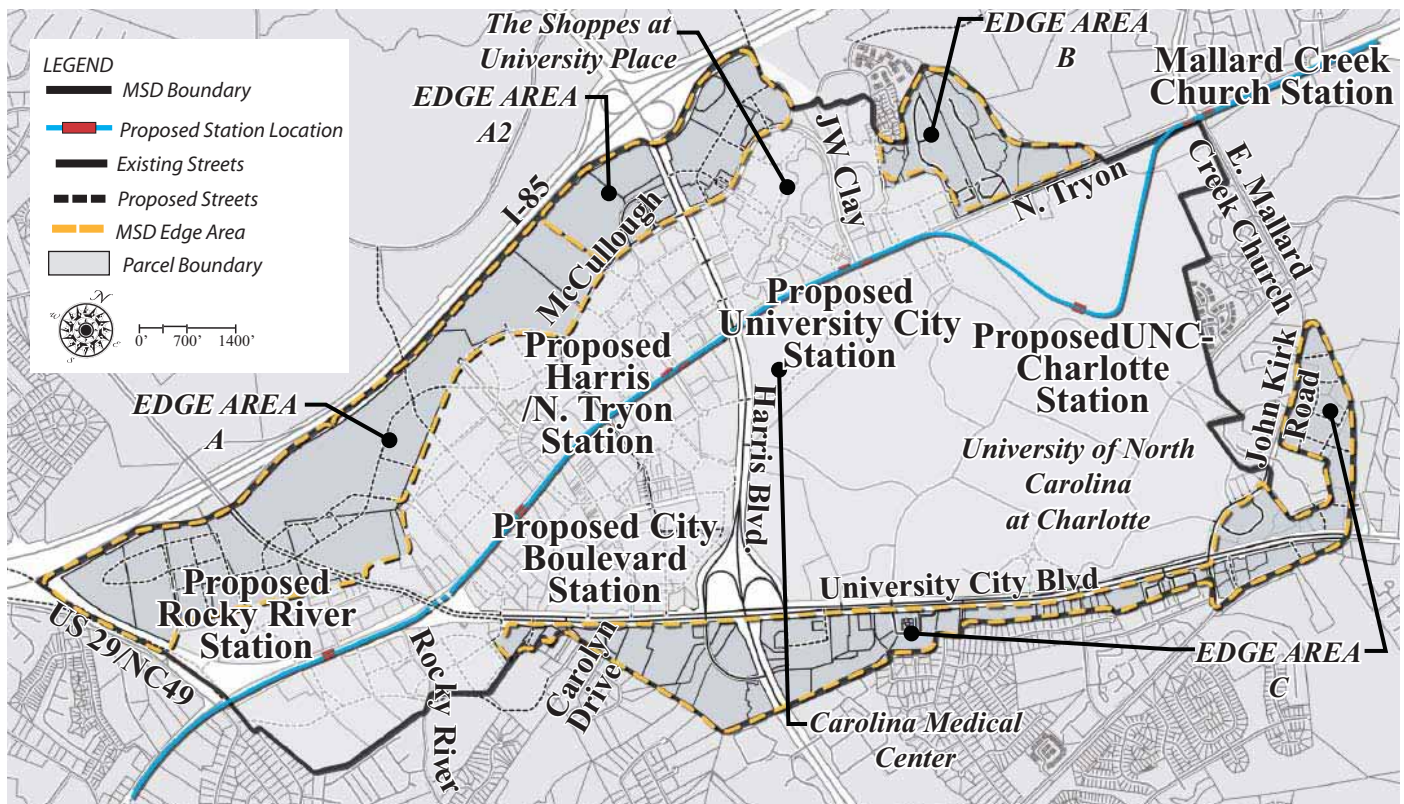 LEGEND
MSD Boundary
Proposed Station Location
Existing Streets
Proposed Streets
MSD Edge Area
Parcel Boundary
N
W
E
S
0' 700' 1400'
The Shoppes at
University Place
EDGE AREA
B
Mallard Creek
Church Station
EDGE AREA
A2
JW Clay
N. Tryon
E. Mallard
Creek Church
I-85
McCullough
Proposed
University City
Station
ProposedUNC-
Charlotte
Station
Proposed
Harris
/N. Tryon
Station
Harris Blvd.
John Kirk
Road
EDGE AREA
A
University of North
Carolina
at Charlotte
Proposed City
Boulevard
Station
University City Blvd
Proposed
Rocky River
Station
US 29/NC49
Rocky River
Carolyn
Drive
EDGE AREA
C
Carolina Medical
Center